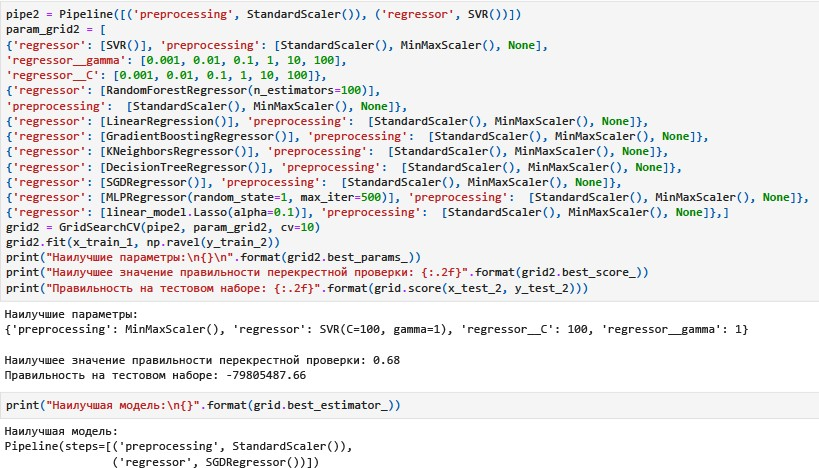 pipe2 = Pipeline([('preprocessing', StandardScaler()), ('regressor', SVR())])
param_grid2 = [
{'regressor': [SVR()], 'preprocessing': [StandardScaler(), MinMaxScaler(), None],
'regressor__gamma': [0.001, 0.01, 0.1, 1, 10, 100],
'regressor__C': [0.001, 0.01, 0.1, 1, 10, 100]},
{'regressor': [RandomForestRegressor(n_estimators=100)],
'preprocessing':  [StandardScaler(), MinMaxScaler(), None]},
{'regressor': [LinearRegression()], 'preprocessing':  [StandardScaler(), MinMaxScaler(), None]},
{'regressor': [GradientBoostingRegressor()], 'preprocessing':  [StandardScaler(), MinMaxScaler(), None]},
{'regressor': [KNeighborsRegressor()], 'preprocessing':  [StandardScaler(), MinMaxScaler(), None]},
{'regressor': [DecisionTreeRegressor()], 'preprocessing':  [StandardScaler(), MinMaxScaler(), None]},
{'regressor': [SGDRegressor()], 'preprocessing':  [StandardScaler(), MinMaxScaler(), None]},
{'regressor': [MLPRegressor(random_state=1, max_iter=500)], 'preprocessing':  [StandardScaler(), MinMaxScaler(), None]},
{'regressor': [linear_model.Lasso(alpha=0.1)], 'preprocessing':  [StandardScaler(), MinMaxScaler(), None]},]
grid2 = GridSearchCV(pipe2, param_grid2, cv=10)
grid2.fit(x_train_1, np.ravel(y_train_2))
print("Наилучшие параметры:\n{}\n".format(grid2.best_params_))
print("Наилучшее значение правильности перекрестной проверки: {:.2f}".format(grid2.best_score_))
print("Правильность на тестовом наборе: {:.2f}".format(grid.score(x_test_2, y_test_2)))
Наилучшие параметры:
{'preprocessing': MinMaxScaler(), 'regressor': SVR(C=100, gamma=1), 'regressor__C': 100, 'regressor__gamma': 1}
Наилучшее значение правильности перекрестной проверки: 0.68
Правильность на тестовом наборе: -79805487.66
print("Наилучшая модель:\n{}".format(grid.best_estimator_))
Наилучшая модель:
Pipeline(steps=[('preprocessing', StandardScaler()),
('regressor', SGDRegressor())])